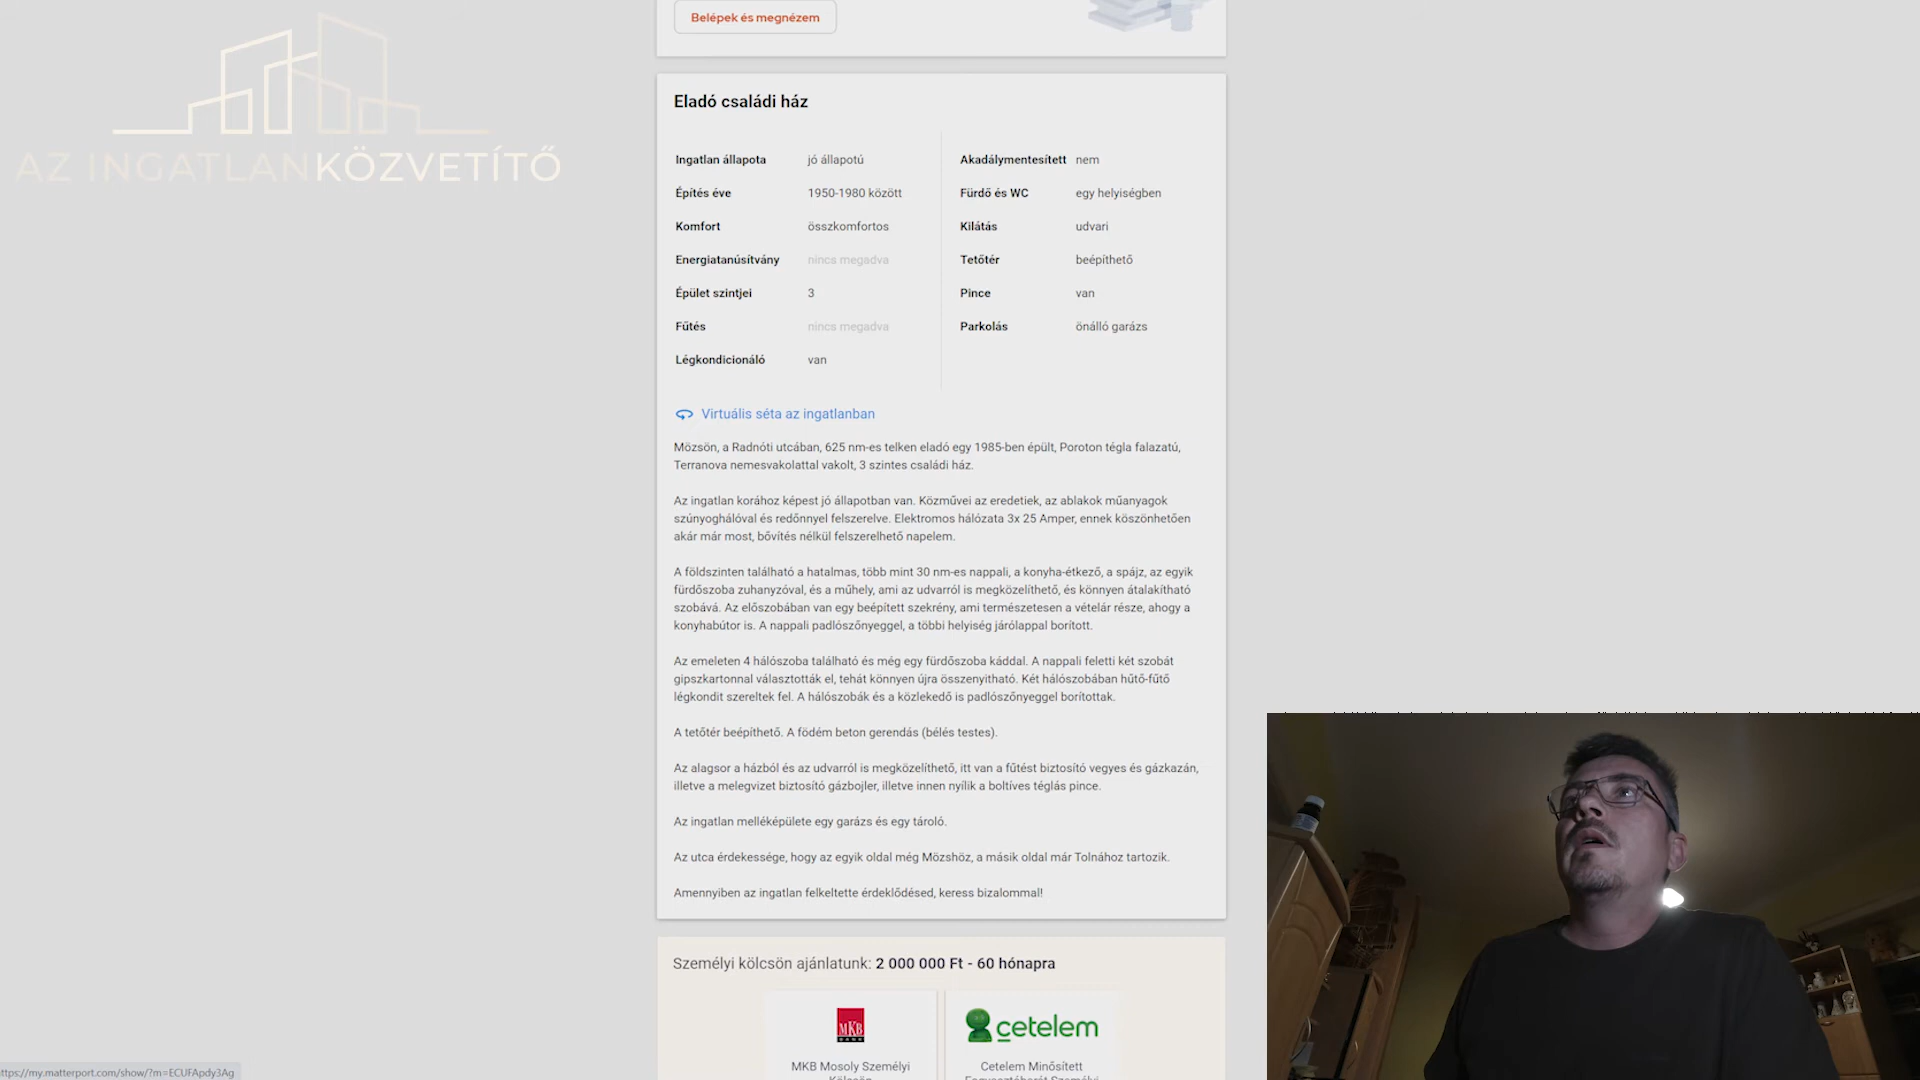 Belépek és megnézem
AZ INGATLANKÖZVETÍTŐ
Eladó családi ház
Ingatlan állapota jó állapotú
Építés éve 1950-1980 között
Komfort összkomfortos
Energiatanúsítvány nincs megadva
Épület szintjei 3
Fűtés nincs megadva
Légkondicionáló van
Akadálymentesített nem
Fürdő és WC egy helyiségben
Kilátás udvari
Tetőtér beépíthető
Pince van
Parkolás önálló garázs
Virtuális séta az ingatlanban
Mözsön, a Radnóti utcában, 625 nm-es telken eladó egy 1985-ben épült, Poroton tégla falazatú,
Terranova nemesvakolattal vakolt, 3 szintes családi ház.
Az ingatlan korához képest jó állapotban van. Közművei az eredetiek, az ablakok műanyagok
szúnyoghálóval és redőnnyel felszerelve. Elektromos hálózata 3x 25 Amper, ennek köszönhetően
akár már most, bővítés nélkül felszerelhető napelem.
A földszinten található a hatalmas, több mint 30 nm-es nappali, a konyha-étkező, a spájz, az egyik
fürdőszoba zuhanyzóval, és a műhely, ami az udvarról is megközelíthető, és könnyen átalakítható
szobává. Az előszobában van egy beépített szekrény, ami természetesen a vételár része, ahogy a
konyhabútor is. A nappali padlószőnyeggel, a többi helyiség járólappal borított.
Az emeleten 4 hálószoba található és még egy fürdőszoba káddal. A nappali feletti két szobát
gipszkartonnal választották el, tehát könnyen újra összenyitható. Két hálószobában hűtő-fűtő
légkondit szereltek fel. A hálószobák és a közlekedő is padlószőnyeggel borítottak.
A tetőtér beépíthető. A födém beton gerendás (bélés testes).
Az alagsor a házból és az udvarról is megközelíthető, itt van a fűtést biztosító vegyes és gázkazán,
illetve a melegvizet biztosító gázbojler, illetve innen nyílik a boltíves téglás pince.
Az ingatlan melléképülete egy garázs és egy tároló.
Az utca érdekessége, hogy az egyik oldal még Mözshöz, a másik oldal már Tolnához tartozik.
Amennyiben az ingatlan felkeltette érdeklődésed, keress bizalommal!
Személyi kölcsön ajánlatunk: 2 000 000 Ft - 60 hónapra
MKB
BANK
cetelem
MKB Mosoly Személyi
Cetelem Minősített
ttps://my.matterport.com/show/?m=ECUFApdy3Ag